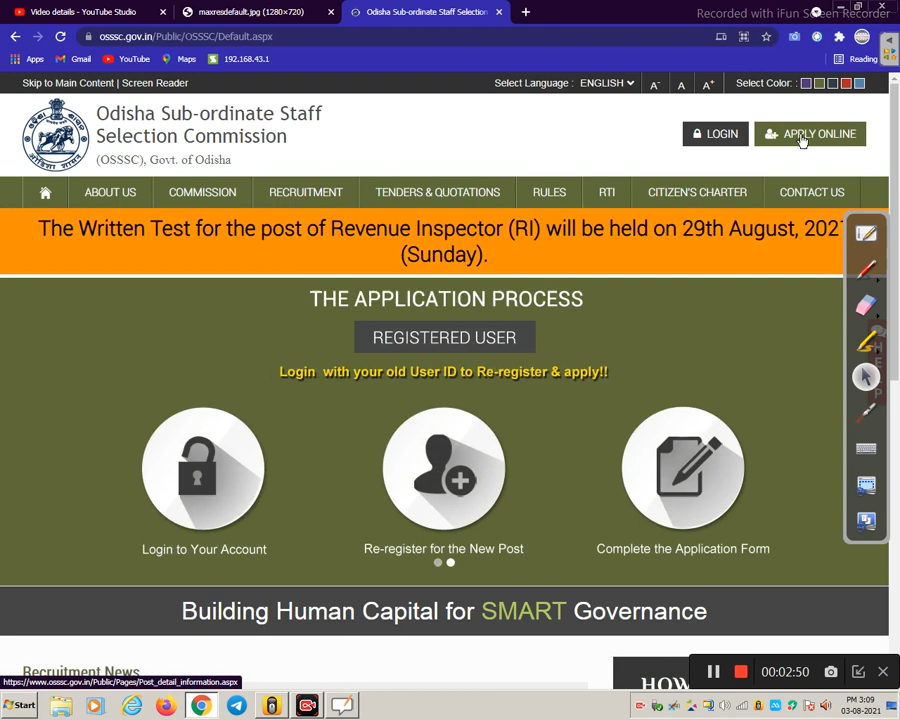 Recorded with iFun Screen Recorder
Video details - YouTube Studio
maxresdefault.jpg (1280×720)
Odisha Sub-ordinate Staff Selection
osssc.gov.in/Public/OSSSC/Default.aspx
Apps
Gmail
YouTube
Maps
192.168.43.1
Reading
Skip to Main Content | Screen Reader
Select Language : ENGLISH
A-
A
A+
Select Color :
Odisha Sub-ordinate Staff
Selection Commission
(OSSSC), Govt. of Odisha
LOGIN
APPLY ONLINE
ABOUT US
COMMISSION
RECRUITMENT
TENDERS & QUOTATIONS
RULES
RTI
CITIZEN'S CHARTER
CONTACT US
The Written Test for the post of Revenue Inspector (RI) will be held on 29th August, 202
(Sunday).
THE APPLICATION PROCESS
REGISTERED USER
Login with your old User ID to Re-register & apply!!
Login to Your Account
Re-register for the New Post
Complete the Application Form
Building Human Capital for SMART Governance
Recruitment News
HOW
https://www.osssc.gov.in/Public/Pages/Post_detail_information.aspx
00:02:50
Start
PM 3:09
03-08-2021